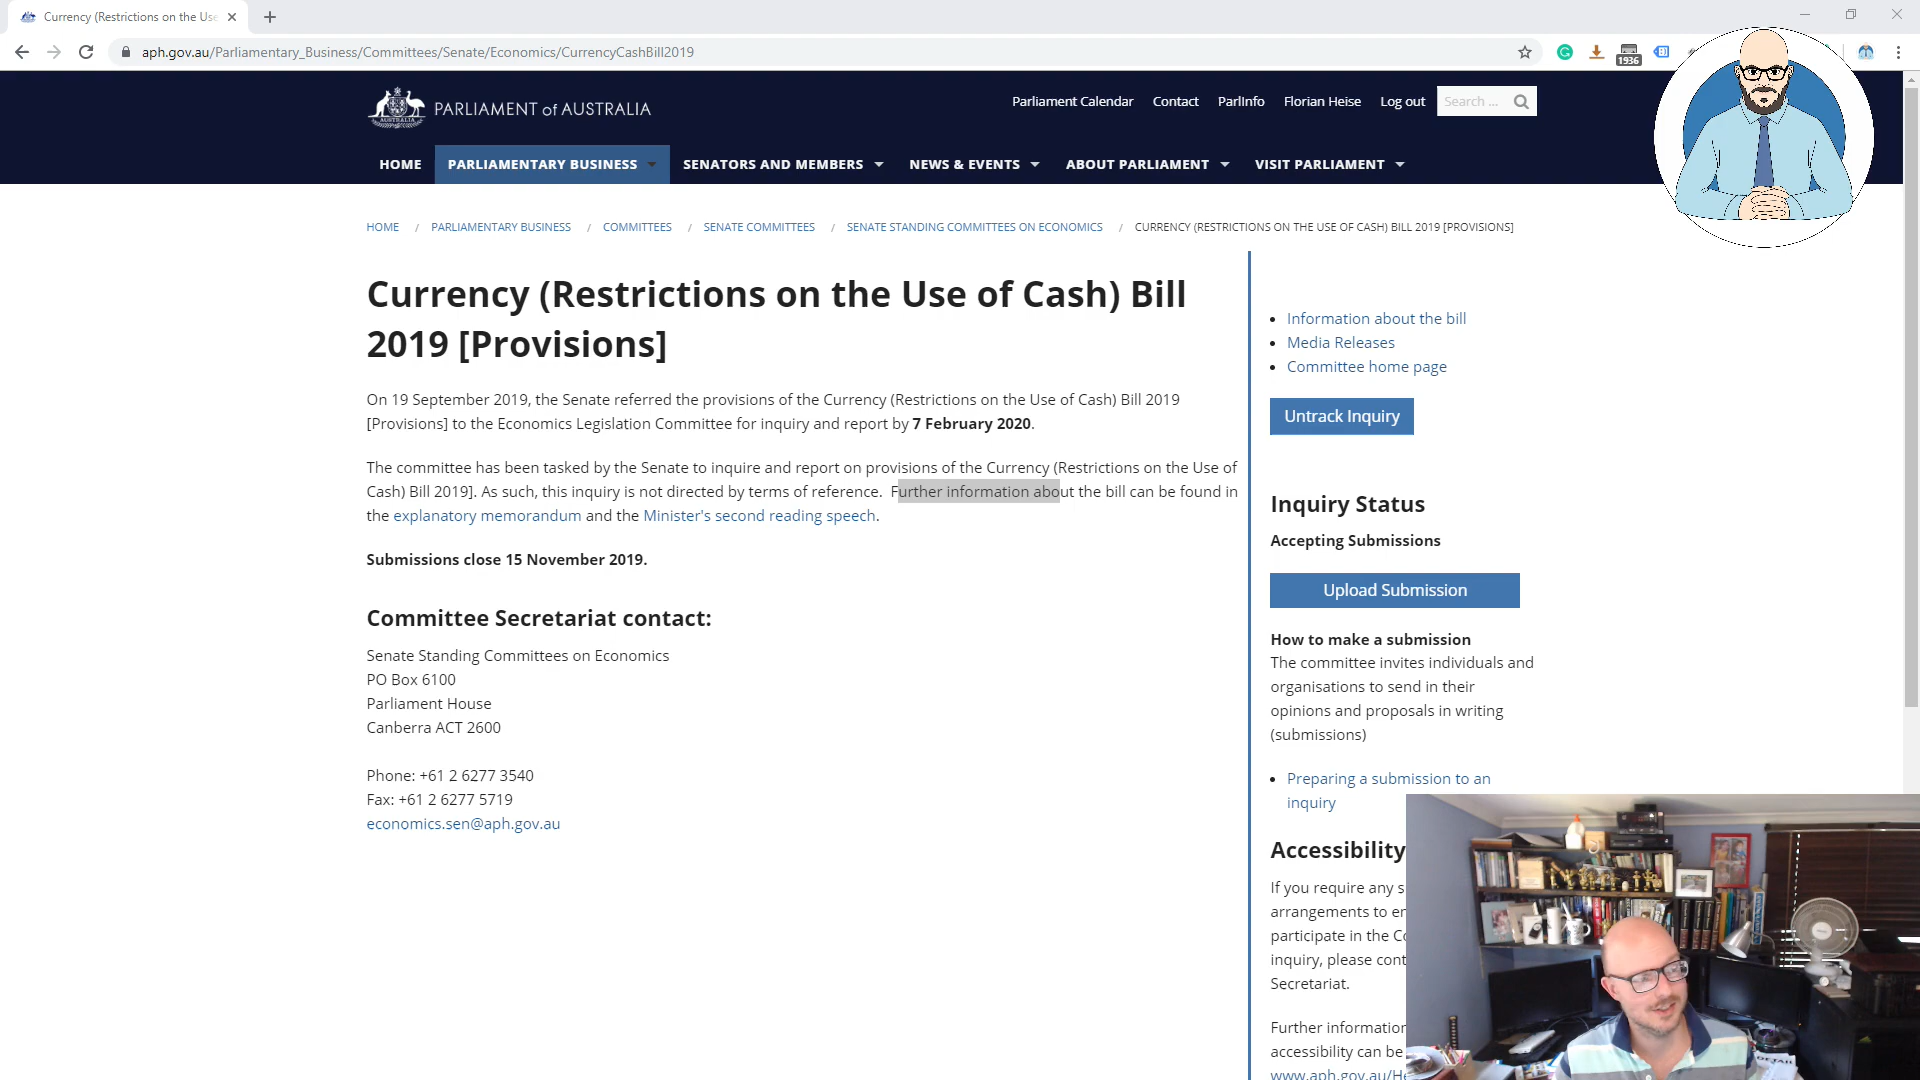 Currency (Restrictions on the Use
aph.gov.au/Parliamentary_Business/Committees/Senate/Economics/CurrencyCashBill2019
1936
AUSTRALIA
PARLIAMENT of AUSTRALIA
Parliament Calendar
Contact
ParlInfo
Florian Heise
Log out
Search ...
HOME
PARLIAMENTARY BUSINESS
SENATORS AND MEMBERS
NEWS & EVENTS
ABOUT PARLIAMENT
VISIT PARLIAMENT
HOME / PARLIAMENTARY BUSINESS / COMMITTEES / SENATE COMMITTEES / SENATE STANDING COMMITTEES ON ECONOMICS / CURRENCY (RESTRICTIONS ON THE USE OF CASH) BILL 2019 [PROVISIONS]
Currency (Restrictions on the Use of Cash) Bill
2019 [Provisions]
On 19 September 2019, the Senate referred the provisions of the Currency (Restrictions on the Use of Cash) Bill 2019
[Provisions] to the Economics Legislation Committee for inquiry and report by 7 February 2020.
The committee has been tasked by the Senate to inquire and report on provisions of the Currency (Restrictions on the Use of
Cash) Bill 2019]. As such, this inquiry is not directed by terms of reference. Further information about the bill can be found in
the explanatory memorandum and the Minister's second reading speech.
Submissions close 15 November 2019.
Committee Secretariat contact:
Senate Standing Committees on Economics
PO Box 6100
Parliament House
Canberra ACT 2600
Phone: +61 2 6277 3540
Fax: +61 2 6277 5719
economics.sen@aph.gov.au
Information about the bill
Media Releases
Committee home page
Untrack Inquiry
Inquiry Status
Accepting Submissions
Upload Submission
How to make a submission
The committee invites individuals and
organisations to send in their
opinions and proposals in writing
(submissions)
Preparing a submission to an
inquiry
Accessibility
If you require any s
arrangements to en
participate in the Co
inquiry, please cont
Secretariat.
Further information
accessibility can be
www.aph.gov.au/He